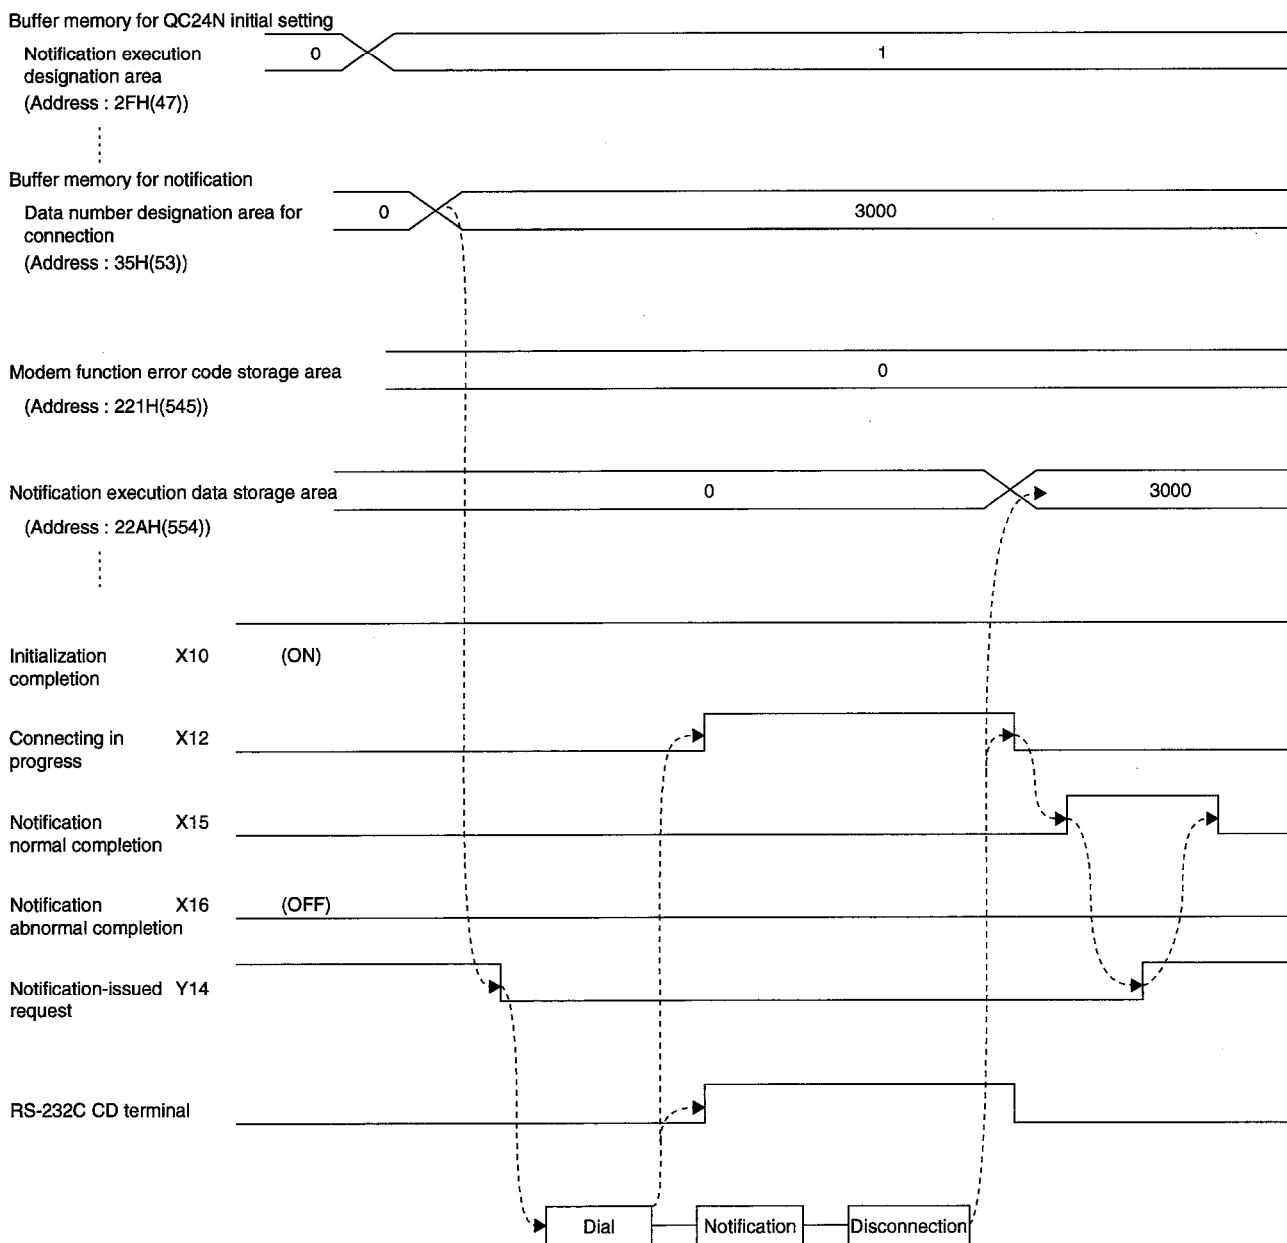 Buffer memory for QC24N initial setting
Notification execution
designation area
(Address : 2FH(47))
0
1
Buffer memory for notification
Data number designation area for
connection
(Address : 35H(53))
0
3000
Modem function error code storage area
(Address : 221H(545))
0
Notification execution data storage area
(Address : 22AH(554))
0
3000
Initialization
completion
X10
(ON)
Connecting in
progress
X12
Notification
normal completion
X15
Notification
abnormal completion
X16
(OFF)
Notification-issued
request
Y14
RS-232C CD terminal
Dial
Notification
Disconnection